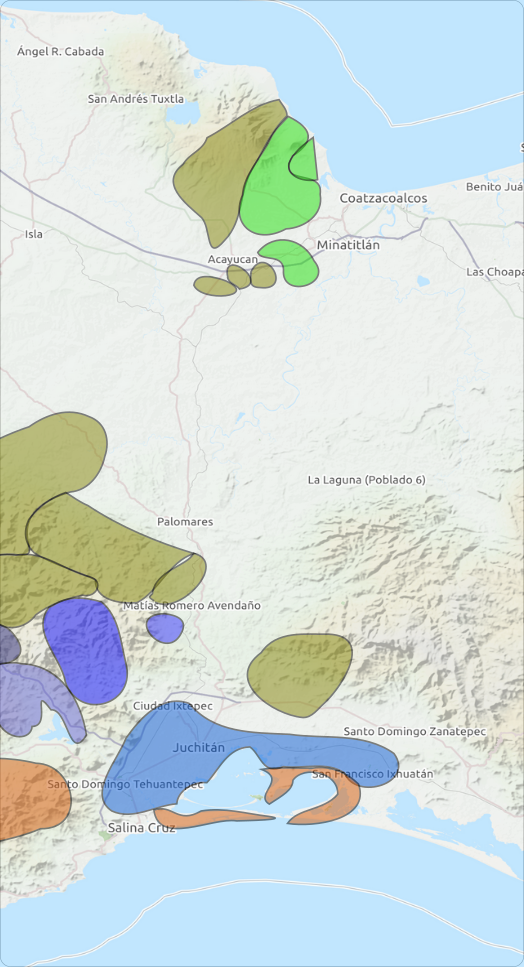 Ángel R. Cabada
San Andrés Tuxtla
Benito Juá
Coatzacoalcos
Isla
Minatitlán
Acayucan
Las Choapa
La Laguna (Poblado 6)
Palomares
Matías Romero Avendaño
Ciudad Ixtepec
Santo Domingo Zanatepec
Juchitán
San Francisco Ixhuatán
Santo Domingo Tehuantepec
Salina Cruz